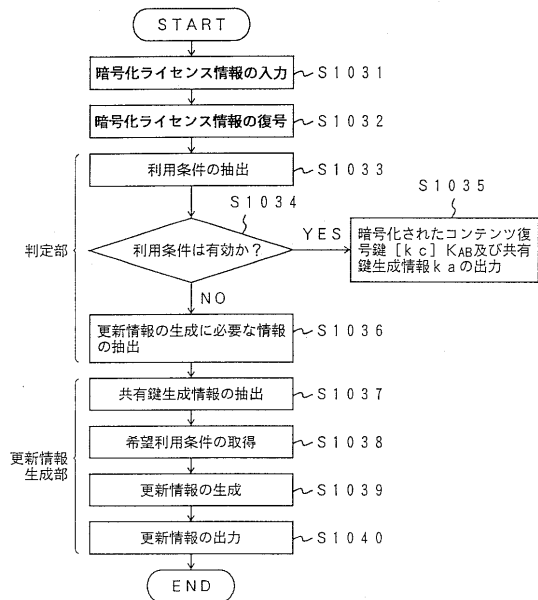 START
暗号化ライセンス情報の入力
S1031
暗号化ライセンス情報の復号
S1032
利用条件の抽出
S1033
S1034
利用条件は有効か？
YES
S1035
暗号化されたコンテンツ復
号鍵［kc］KAB及び共有
鍵生成情報kaの出力
判定部
NO
更新情報の生成に必要な情報
の抽出
S1036
共有鍵生成情報の抽出
S1037
希望利用条件の取得
S1038
更新情報
生成部
更新情報の生成
S1039
更新情報の出力
S1040
END